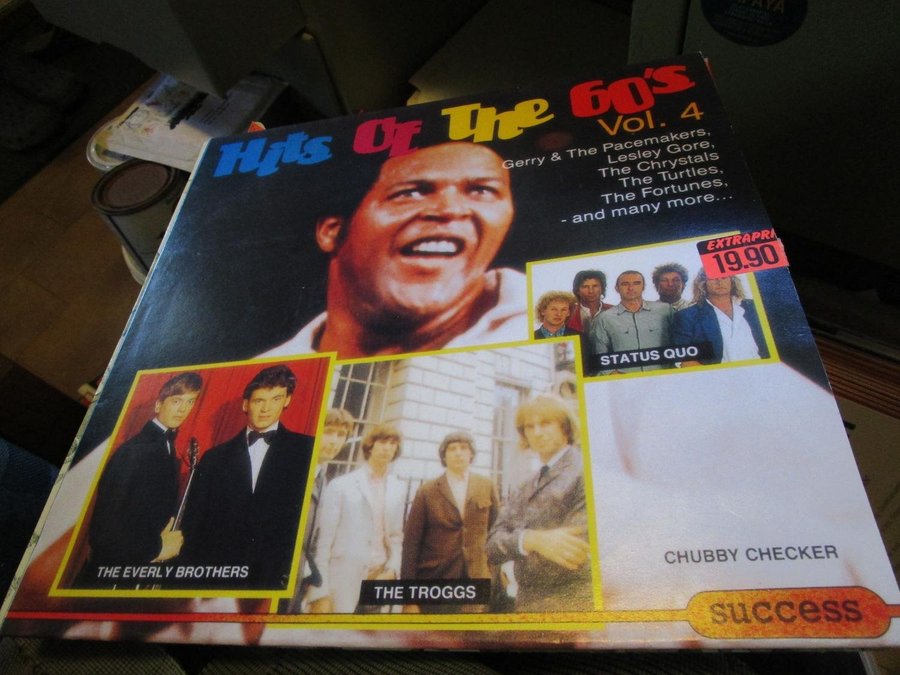 Hits Of The 60's
Vol. 4
Gerry & The Pacemakers,
Lesley Gore,
The Chrystals
The Turtles,
The Fortunes,
- and many more...
EXTRAPRI
19.90
STATUS QUO
THE EVERLY BROTHERS
THE TROGGS
CHUBBY CHECKER
success